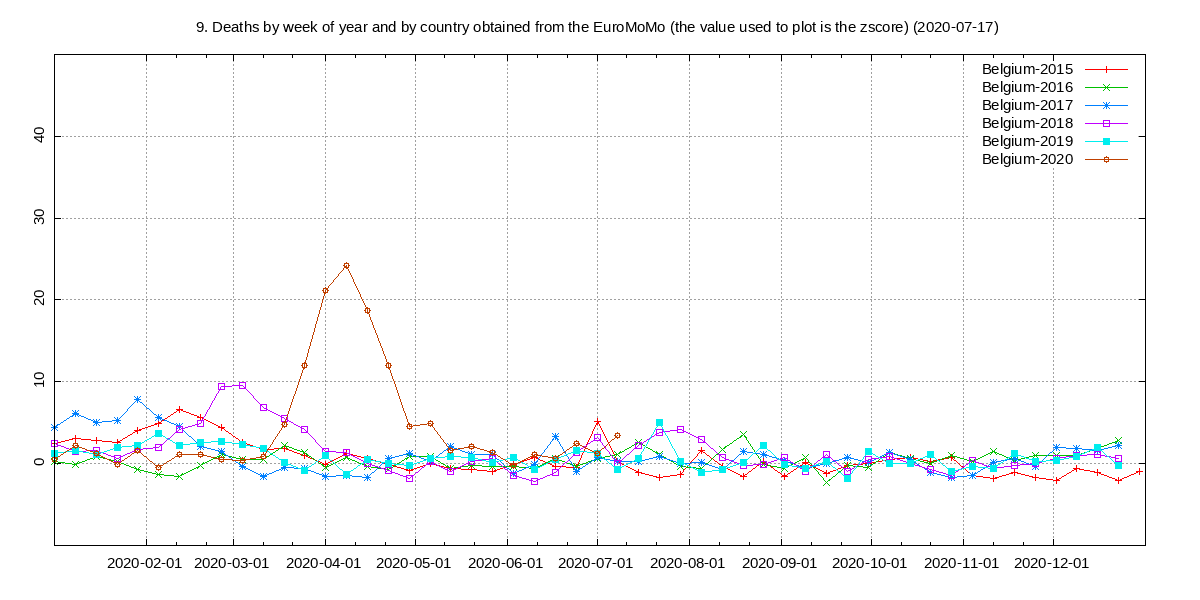 9. Deaths by week of year and by country obtained from the EuroMoMo (the value used to plot is the zscore) (2020-07-17)
Belgium-2015
Belgium-2016
Belgium-2017
Belgium-2018
Belgium-2019
Belgium-2020
40
30
20
10
0
2020-02-01 2020-03-01 2020-04-01 2020-05-01 2020-06-01 2020-07-01 2020-08-01 2020-09-01 2020-10-01 2020-11-01 2020-12-01